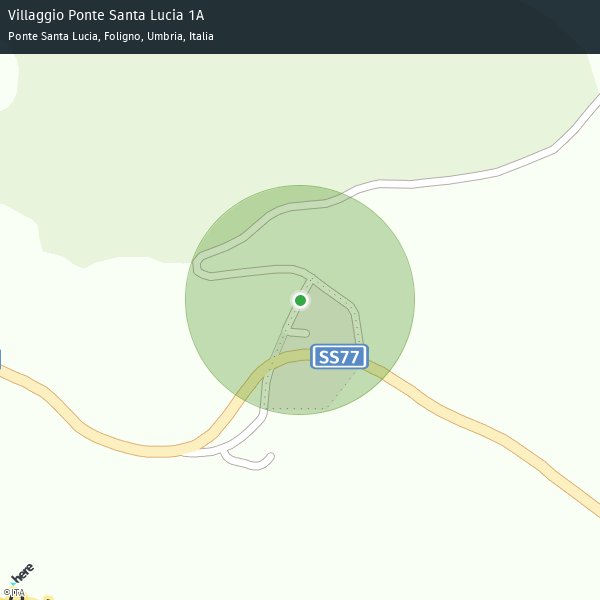 Villaggio Ponte Santa Lucia 1A
Ponte Santa Lucia, Foligno, Umbria, Italia
SS77
here